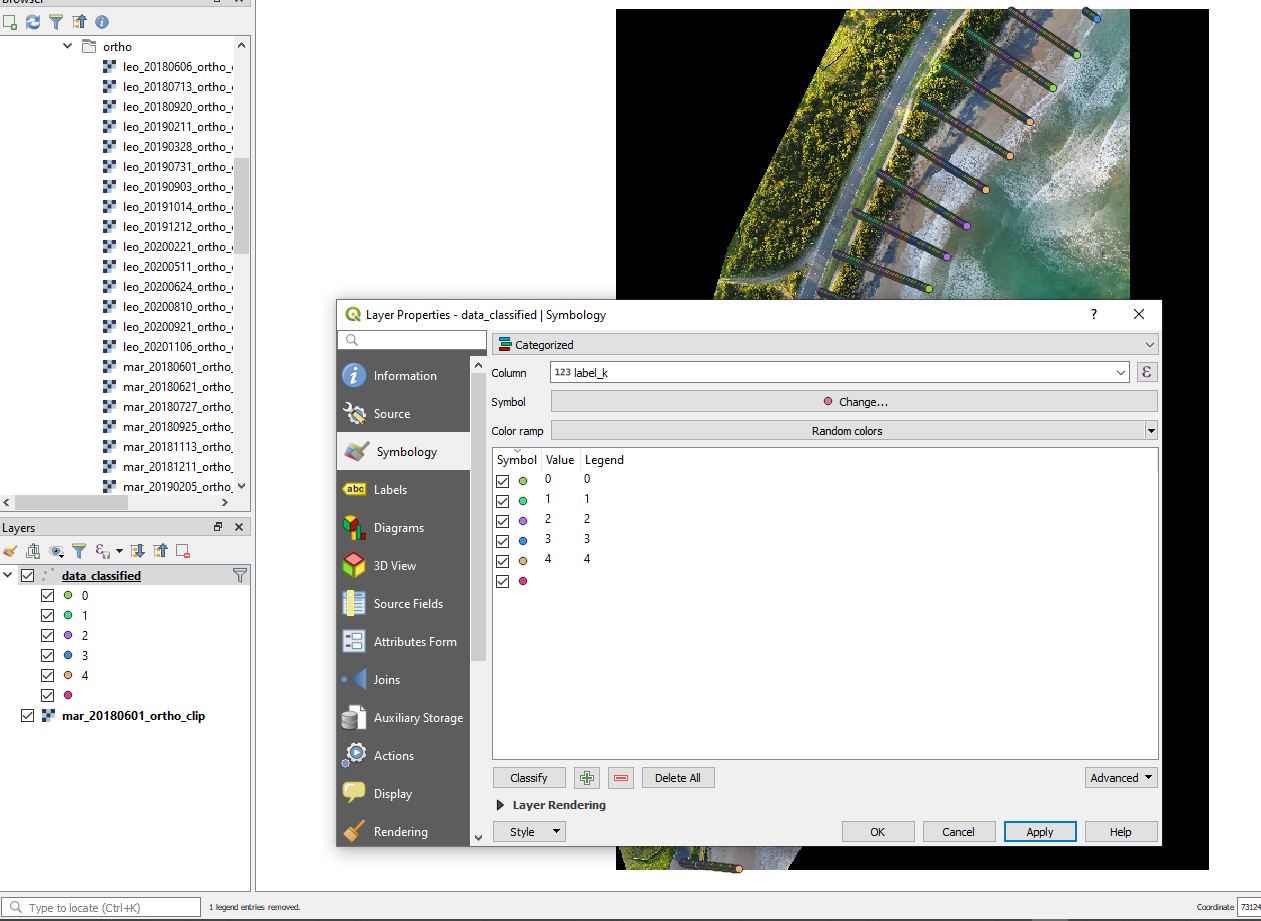 Browser
ortho
leo_20180606_ortho_
leo_20180713_ortho_
leo_20180920_ortho_
leo_20190211_ortho_
leo_20190328_ortho_
leo_20190731_ortho_
leo_20190903_ortho_
leo_20191014_ortho_
leo_20191212_ortho_
leo_20200221_ortho_
leo_20200511_ortho_
leo_20200624_ortho_
leo_20200810_ortho_
leo_20200921_ortho_
leo_20201106_ortho_
mar_20180601_ortho_
mar_20180621_ortho_
mar_20180727_ortho_
mar_20180925_ortho_
mar_20181113_ortho_
mar_20181211_ortho_
mar_20190205_ortho_
Layers
data_classified
0
1
2
3
4
mar_20180601_ortho_clip
Layer Properties - data_classified | Symbology
?
Information
Source
Symbology
abc Labels
Diagrams
3D View
Source Fields
Attributes Form
Joins
Auxiliary Storage
Actions
Display
Rendering
Categorized
Column 123 label_k ε
Symbol Change...
Color ramp Random colors
Symbol Value Legend
0 0
1 1
2 2
3 3
4 4
Classify Delete All Advanced
Layer Rendering
Style OK Cancel Apply Help
Type to locate (Ctrl+K) 1 legend entries removed. Coordinate 73124